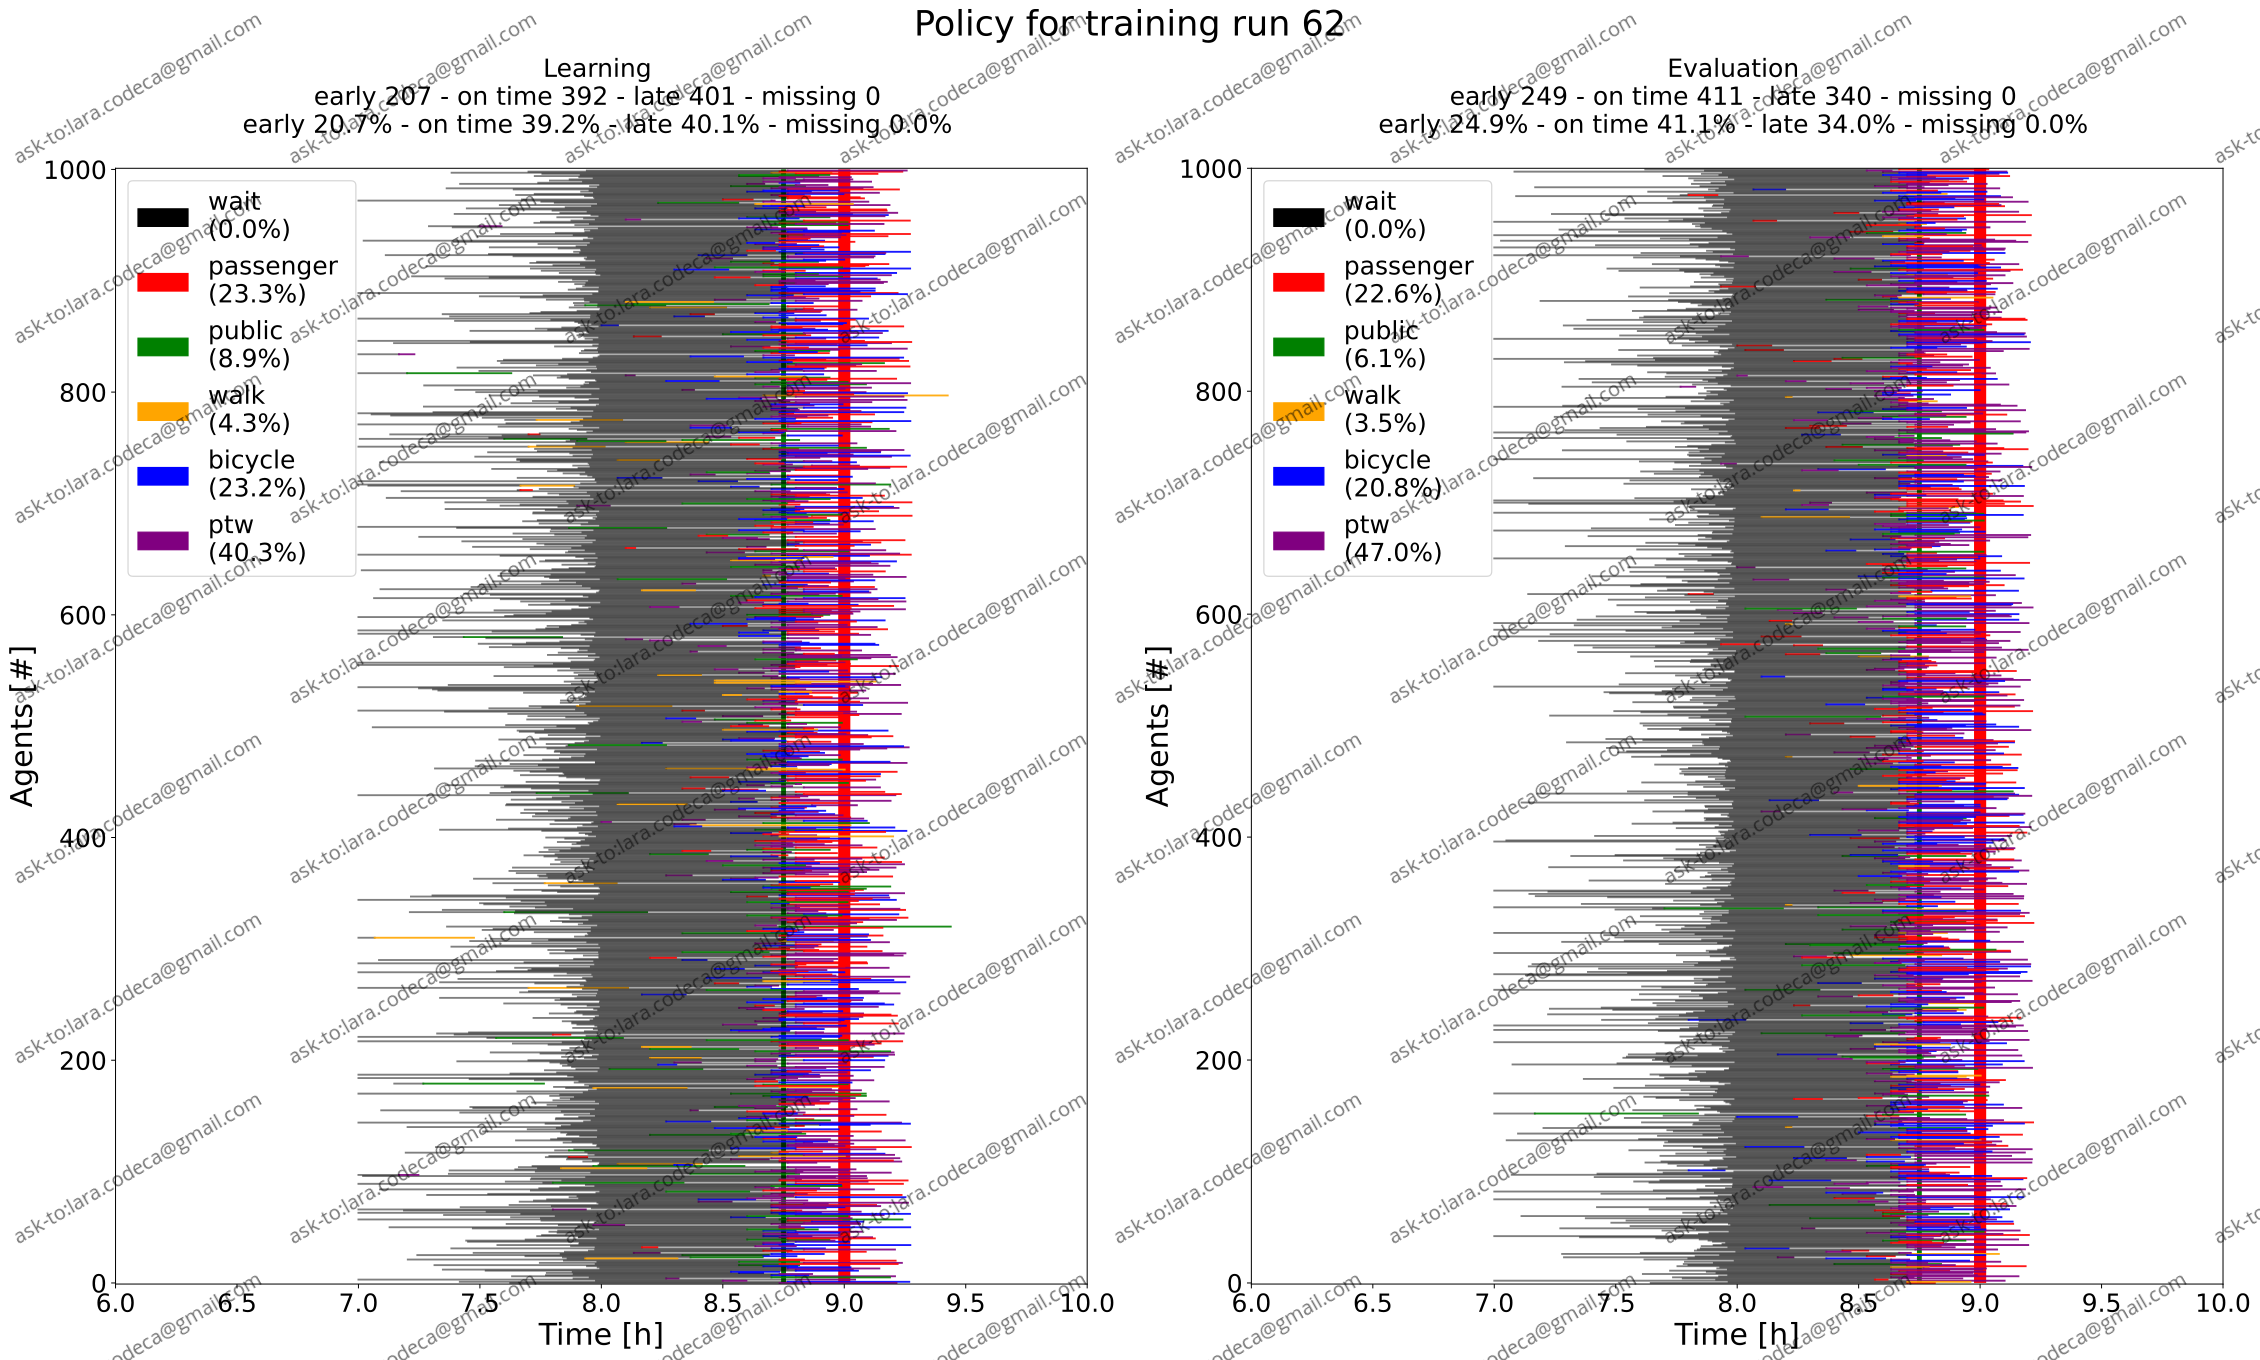 Policy for training run 62
Learning
early 207 - on time 392 - late 401 - missing 0
early 20.7% - on time 39.2% - late 40.1% - missing 0.0%
1000
800
600
400
200
0
Agents [#]
wait
(0.0%)
passenger
(23.3%)
public
(8.9%)
walk
(4.3%)
bicycle
(23.2%)
ptw
(40.3%)
6.0 6.5 7.0 7.5 8.0 8.5 9.0 9.5 10.0
Time [h]
Evaluation
early 249 - on time 411 - late 340 - missing 0
early 24.9% - on time 41.1% - late 34.0% - missing 0.0%
1000
800
600
400
200
0
Agents [#]
wait
(0.0%)
passenger
(22.6%)
public
(6.1%)
walk
(3.5%)
bicycle
(20.8%)
ptw
(47.0%)
6.0 6.5 7.0 7.5 8.0 8.5 9.0 9.5 10.0
Time [h]
ask-to:lara.codeca@gmail.com